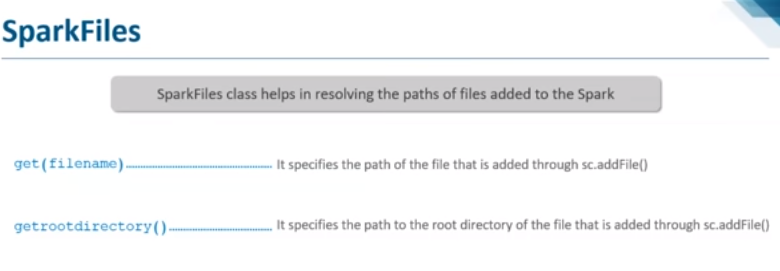 SparkFiles
SparkFiles class helps in resolving the paths of files added to the Spark
get(filename)............................................ It specifies the path of the file that is added through sc.addFile()
getrootdirectory().............................. It specifies the path to the root directory of the file that is added through sc.addFile()